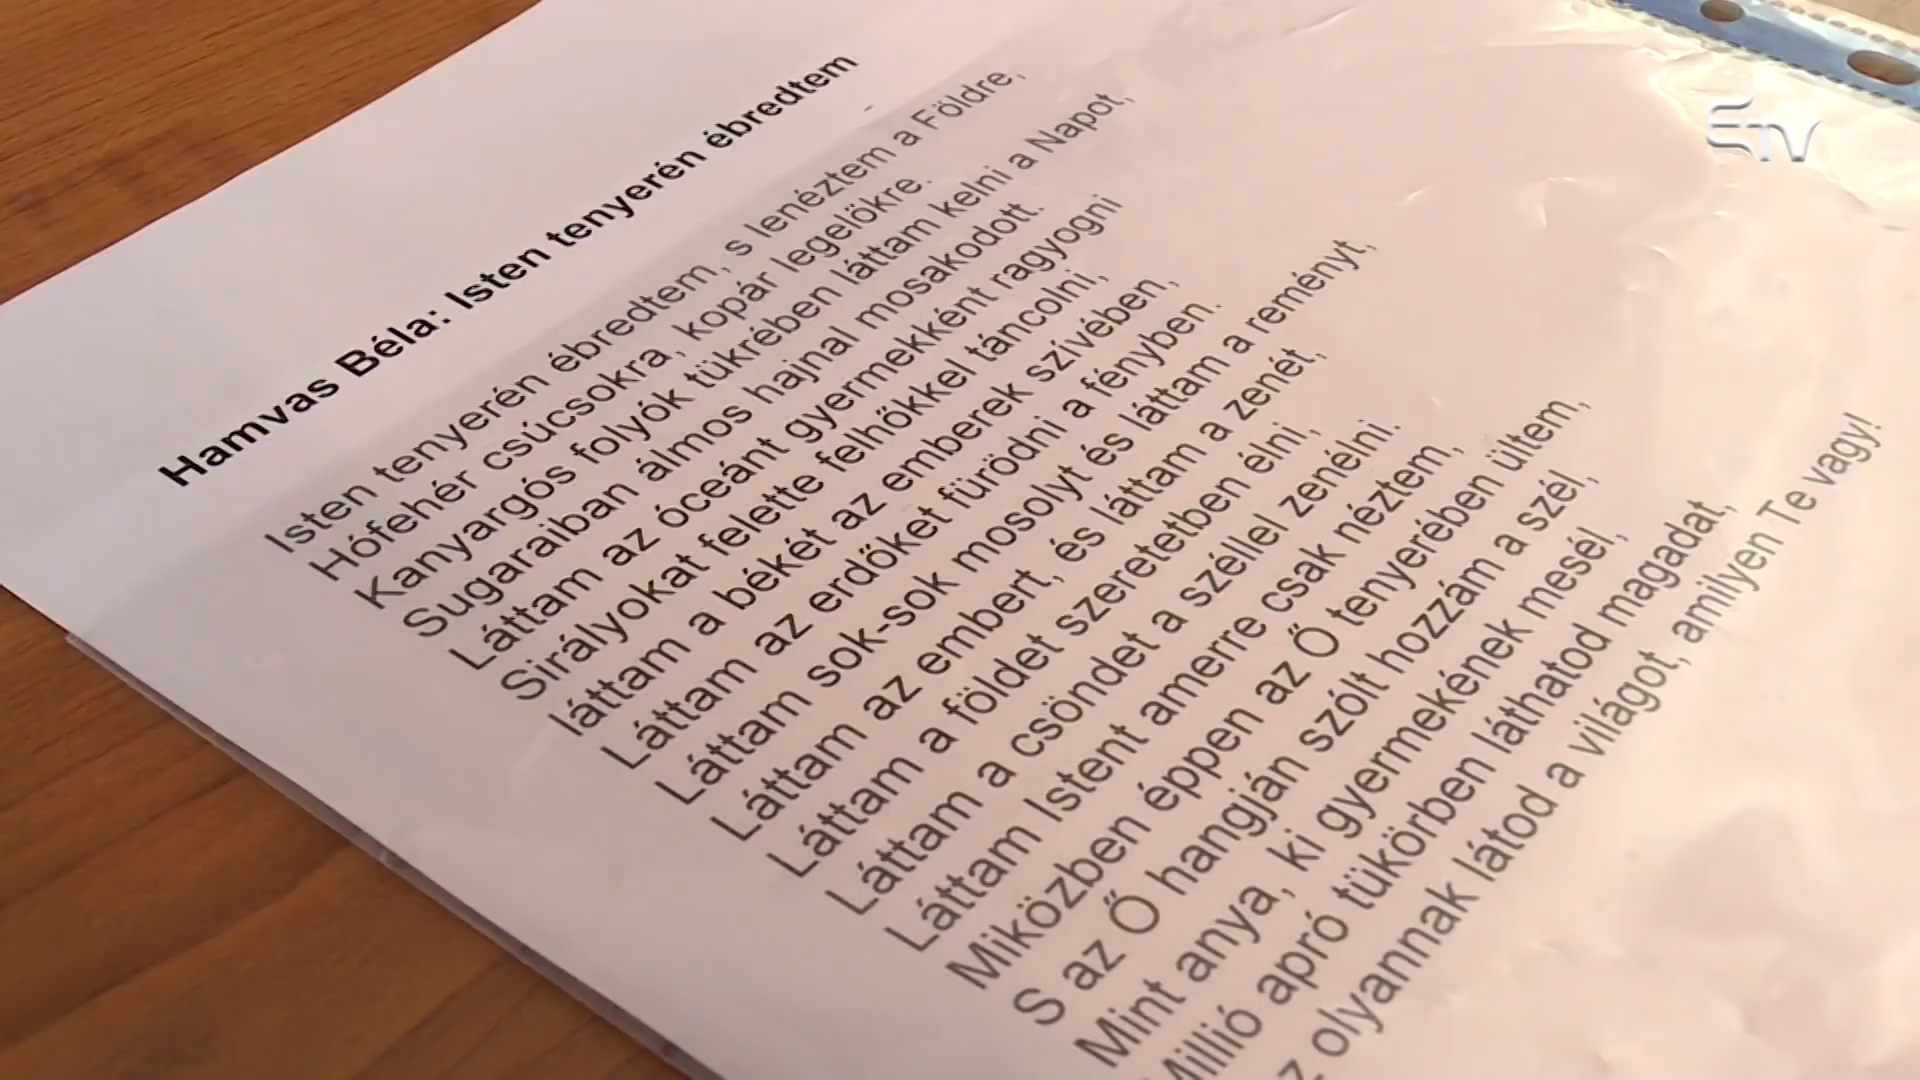 ETV
Hamvas Béla: Isten tenyerén ébredtem
Isten tenyerén ébredtem, s lenéztem a Földre,
Hófehér csúcsokra, kopár legelőkre.
Kanyargós folyók tükrében láttam kelni a Napot,
Sugaraiban álmos hajnal mosakodott.
Láttam az óceánt gyermekként ragyogni
Sirályokat felette felhőkkel táncolni,
láttam a békét az emberek szívében,
Láttam az erdőket fürödni a fényben.
Láttam sok-sok mosolyt és láttam a reményt,
Láttam az embert, és láttam a zenét,
Láttam a földet szeretetben élni,
Láttam a csöndet a széllel zenélni.
Láttam Istent amerre csak néztem,
Miközben éppen az Ő tenyerében ültem,
S az Ő hangján szólt hozzám a szél,
Mint anya, ki gyermekének mesél,
Millió apró tükörben láthatod magadat,
z olyannak látod a világot, amilyen Te vagy!